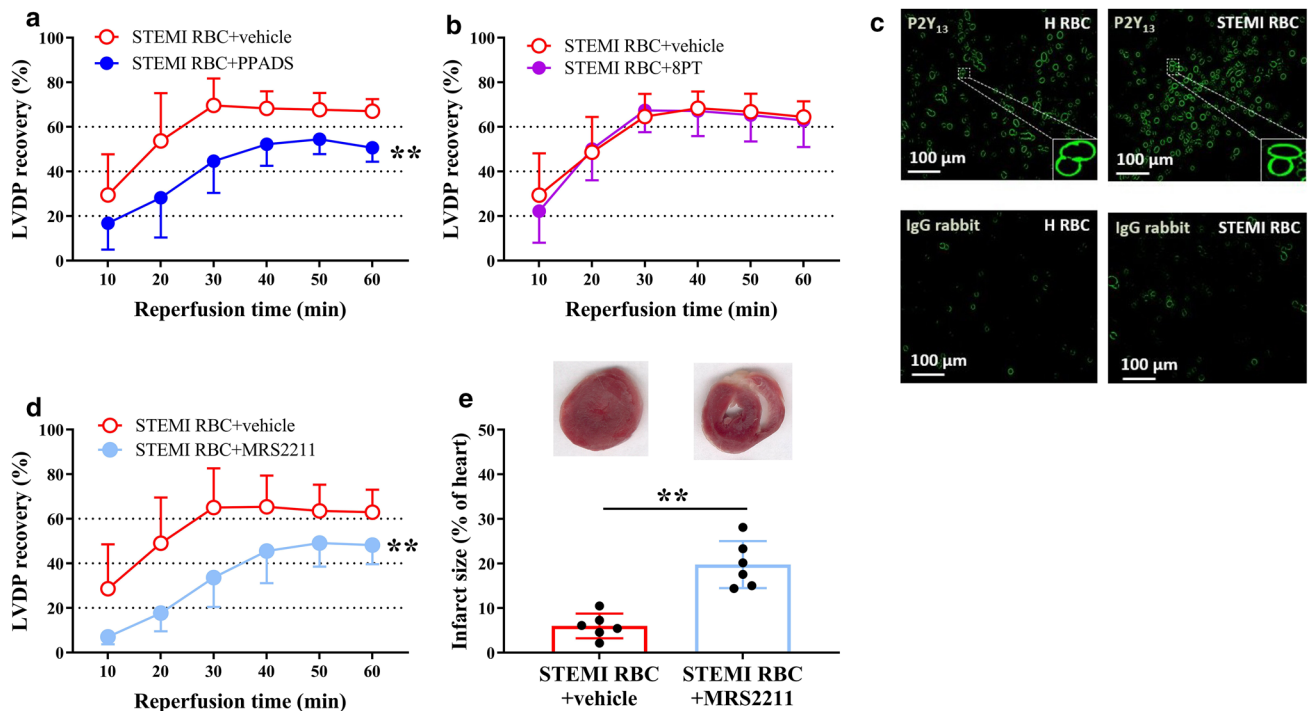 a
STEMI RBC+vehicle
STEMI RBC+PPADS
LVDP recovery (%)
100
80
60
40
20
0
**
10 20 30 40 50 60
Reperfusion time (min)
b
STEMI RBC+vehicle
STEMI RBC+8PT
LVDP recovery (%)
100
80
60
40
20
0
10 20 30 40 50 60
Reperfusion time (min)
c
P2Y₁₃ H RBC
100 µm
P2Y₁₃ STEMI RBC
100 µm
IgG rabbit H RBC
100 µm
IgG rabbit STEMI RBC
100 µm
d
STEMI RBC+vehicle
STEMI RBC+MRS2211
LVDP recovery (%)
100
80
60
40
20
0
**
10 20 30 40 50 60
Reperfusion time (min)
e
Infarct size (% of heart)
50
40
30
20
10
0
**
STEMI RBC
+vehicle
STEMI RBC
+MRS2211